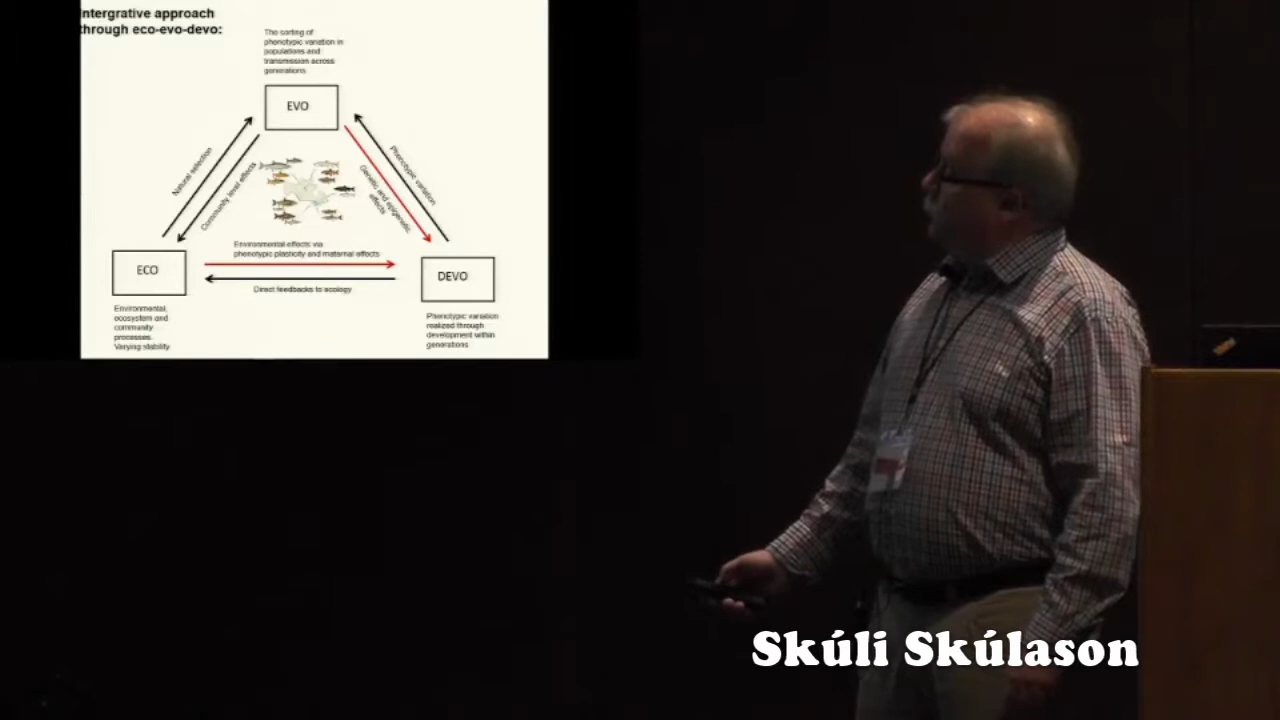 Intergrative approach
through eco-evo-devo:
The sorting of
phenotypic variation in
populations and
transmission across
generations
EVO
Natural selection
Community level effects
Genetic and epigenetic
effects
Phenotypic variation
Environmental effects via
phenotypic plasticity and maternal effects
ECO
DEVO
Direct feedbacks to ecology
Environmental,
ecosystem and
community
processes.
Varying stability
Phenotypic variation
realized through
development within
generations
Skúli Skúlason